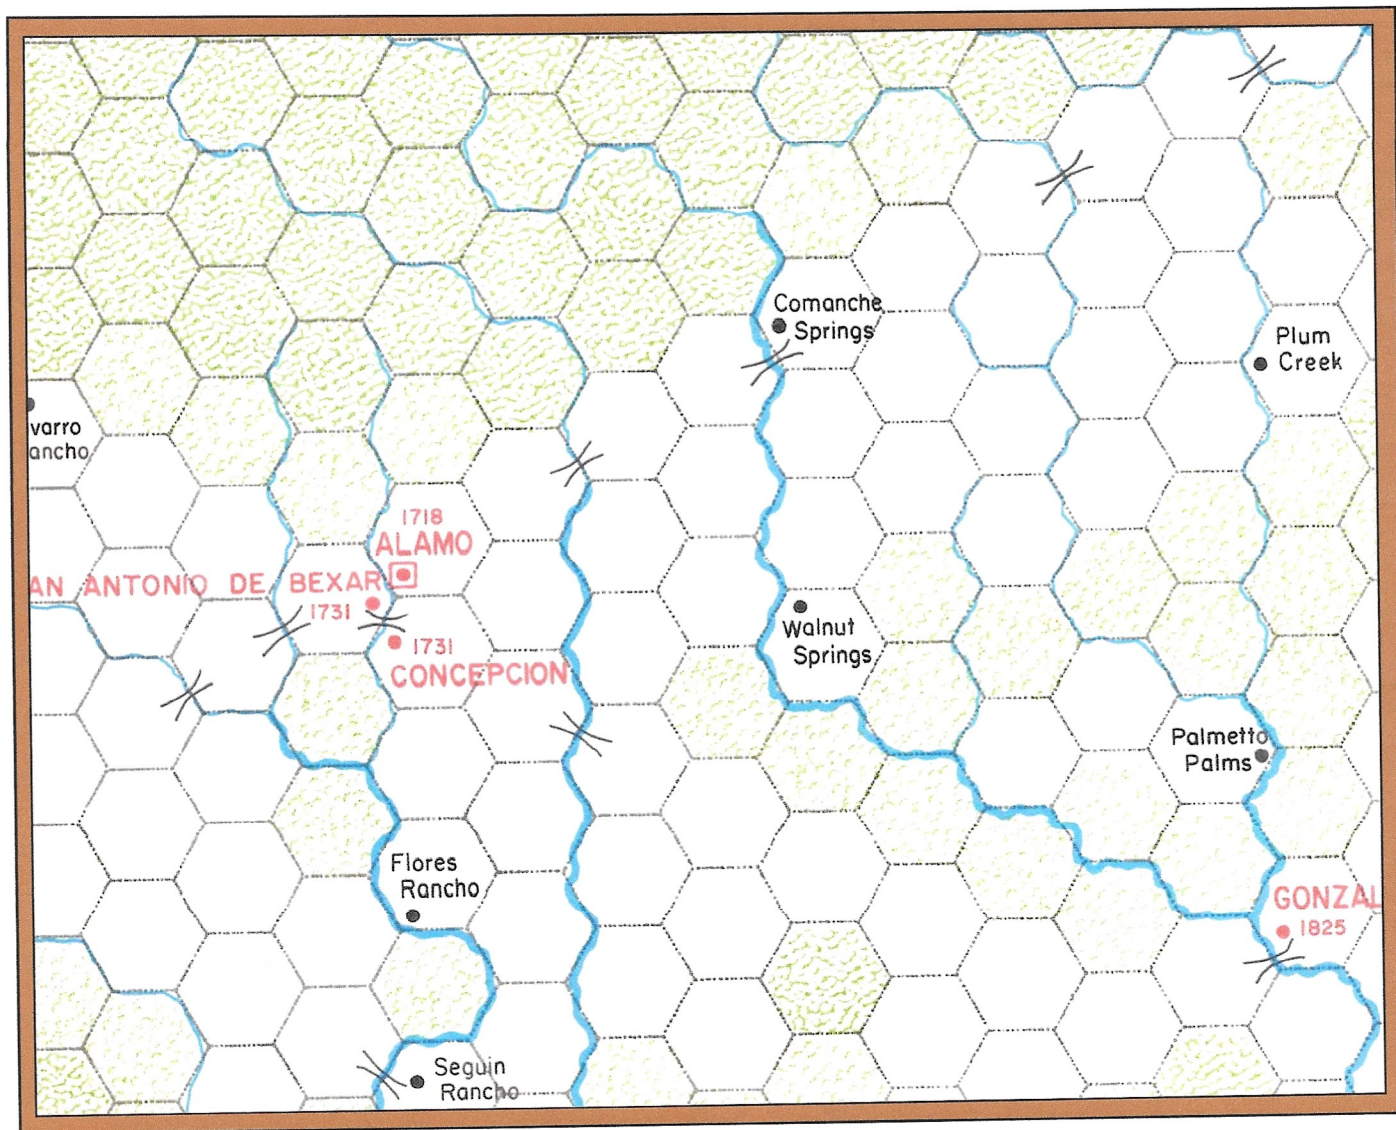 Comanche
Springs
Plum
Creek
varro
ancho
1718
ALAMO
AN ANTONIO DE BEXAR
1731
1731
CONCEPCION
Walnut
Springs
Palmetto
Palms
Flores
Rancho
GONZAL
1825
Seguin
Rancho